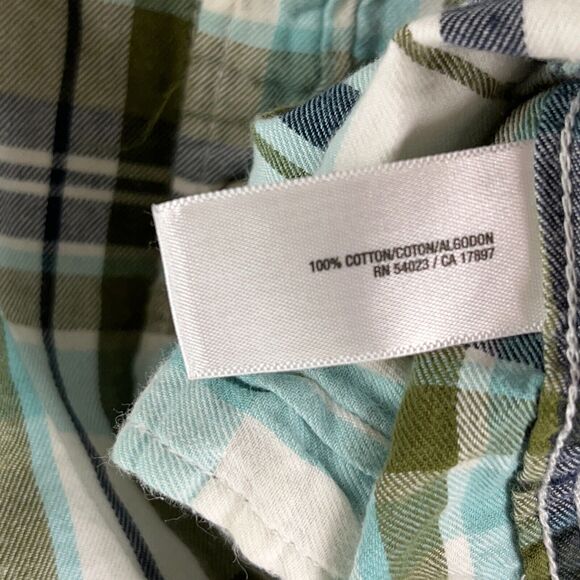 100% COTTON/COTON/ALGODON
RN 54023 / CA 17897